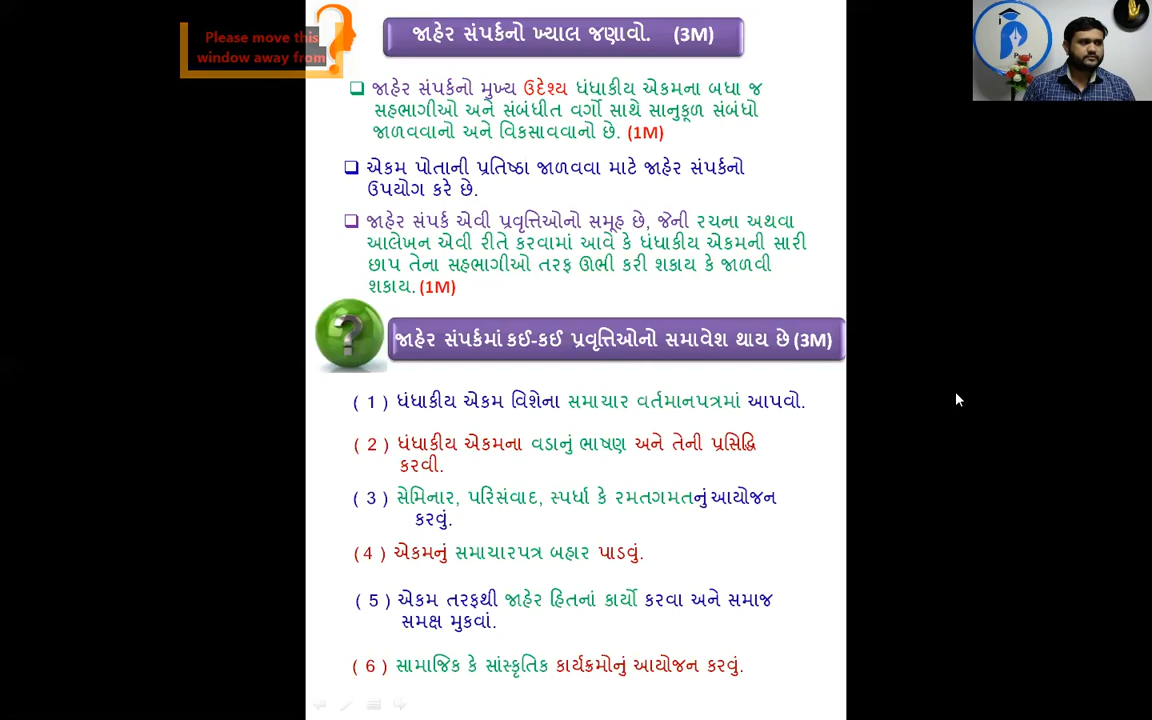 Please move this
window away from
જાહેર સંપર્કનો ખ્યાલ જણાવો. (3M)
જાહેર સંપર્કનો મુખ્ય ઉદેશ્ય ધંધાકીય એકમના બધા જ
સહભાગીઓ અને સંબંધીત વર્ગો સાથે સાનુકૂળ સંબંધો
જાળવવાનો અને વિકસાવવાનો છે. (1M)
એકમ પોતાની પ્રતિષ્ઠા જાળવવા માટે જાહેર સંપર્કનો
ઉપયોગ કરે છે.
જાહેર સંપર્ક એવી પ્રવૃત્તિઓનો સમૂહ છે, જેની રચના અથવા
આલેખન એવી રીતે કરવામાં આવે કે ધંધાકીય એકમની સારી
છાપ તેના સહભાગીઓ તરફ ઊભી કરી શકાય કે જાળવી
શકાય. (1M)
જાહેર સંપર્કમાં કઈ-કઈ પ્રવૃત્તિઓનો સમાવેશ થાય છે (3M)
( 1 ) ધંધાકીય એકમ વિશેના સમાચાર વર્તમાનપત્રમાં આપવો.
( 2 ) ધંધાકીય એકમના વડાનું ભાષણ અને તેની પ્રસિદ્ધિ
કરવી.
( 3 ) સેમિનાર, પરિસંવાદ, સ્પર્ધા કે રમતગમતનું આયોજન
કરવું.
(4 ) એકમનું સમાચારપત્ર બહાર પાડવું.
( 5 ) એકમ તરફથી જાહેર હિતનાં કાર્યો કરવા અને સમાજ
સમક્ષ મુકવાં.
( 6 ) સામાજિક કે સાંસ્કૃતિક કાર્યક્રમોનું આયોજન કરવું.